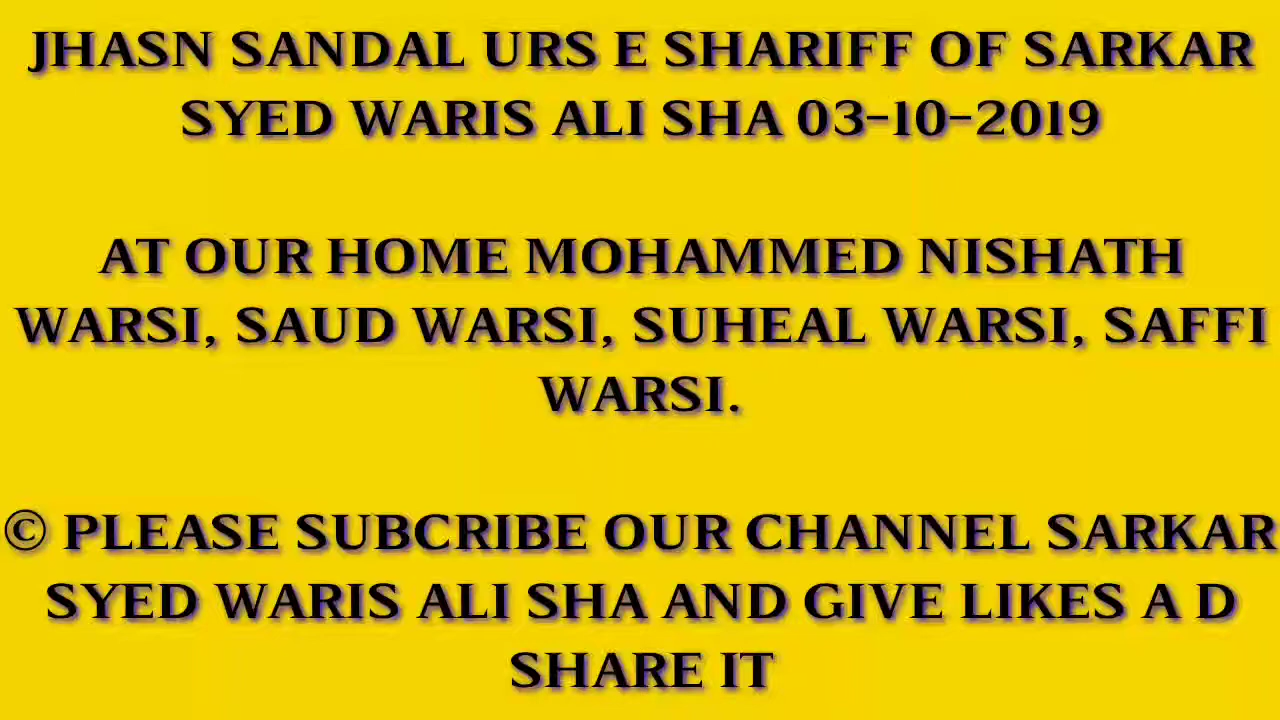 JHASN SANDAL URS E SHARIFF OF SARKAR
SYED WARIS ALI SHA 03-10-2019
AT OUR HOME MOHAMMED NISHATH
WARSI, SAUD WARSI, SUHEAL WARSI, SAFFI
WARSI.
© PLEASE SUBCRIBE OUR CHANNEL SARKAR
SYED WARIS ALI SHA AND GIVE LIKES A D
SHARE IT